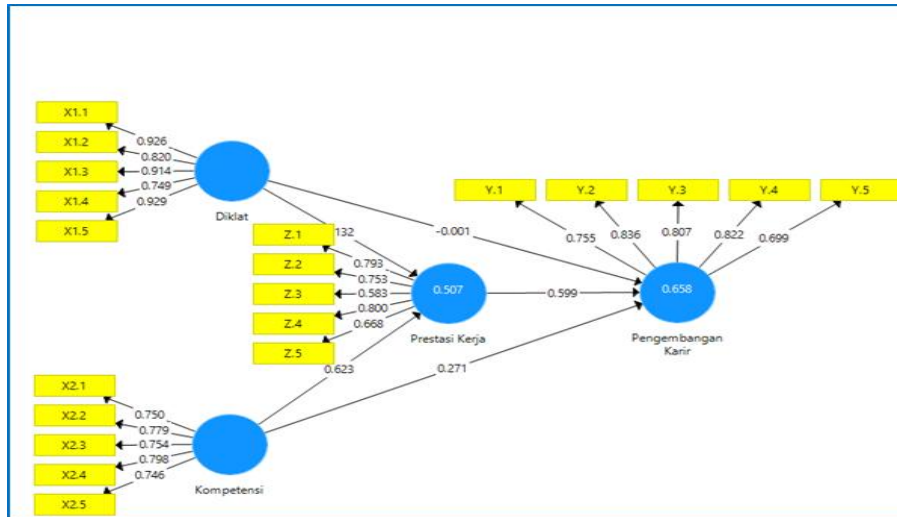 X1.1
X1.2
X1.3
X1.4
X1.5
0.926
0.820
0.914
0.749
0.929
Diklat
Y.1
Y.2
Y.3
Y.4
Y.5
0.755
0.836
0.807
0.822
0.699
-0.001
132
Z.1
Z.2
Z.3
Z.4
Z.5
0.793
0.753
0.583
0.800
0.668
0.507
Prestasi Kerja
0.599
0.658
Pengembangan
Karir
0.623
0.271
X2.1
X2.2
X2.3
X2.4
X2.5
0.750
0.779
0.754
0.798
0.746
Kompetensi